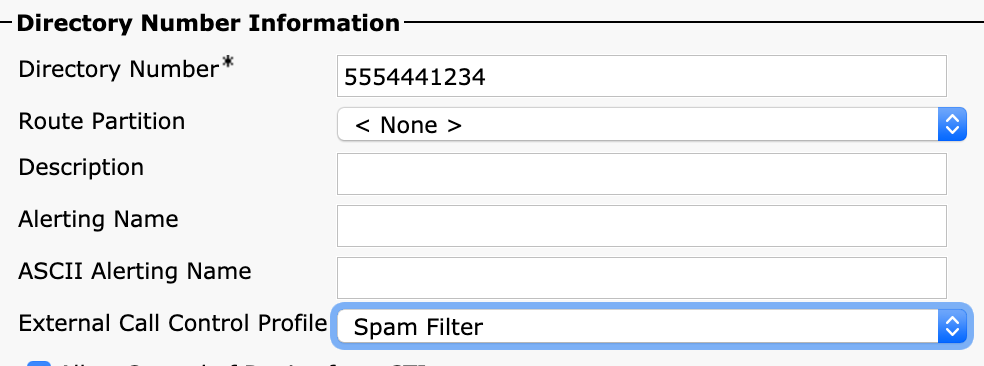 Directory Number Information
Directory Number* 5554441234
Route Partition < None >
Description
Alerting Name
ASCII Alerting Name
External Call Control Profile Spam Filter